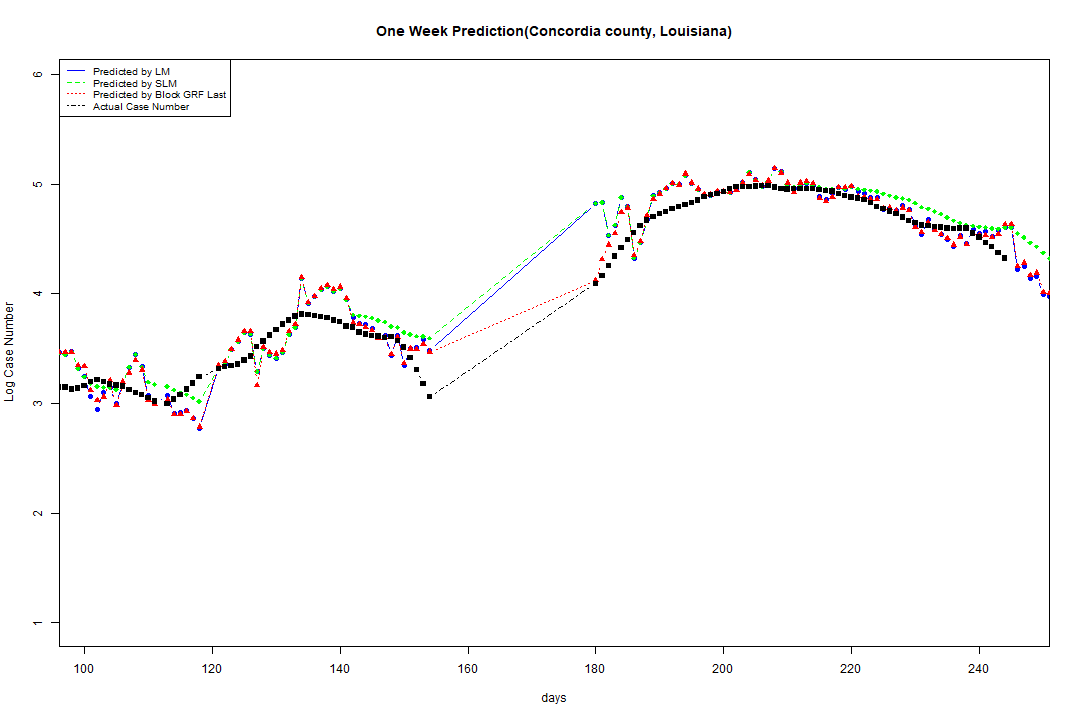 One Week Prediction(Concordia county, Louisiana)
Predicted by LM
Predicted by SLM
Predicted by Block GRF Last
Actual Case Number
6
5
4
3
2
1
Log Case Number
100 120 140 160 180 200 220 240
days